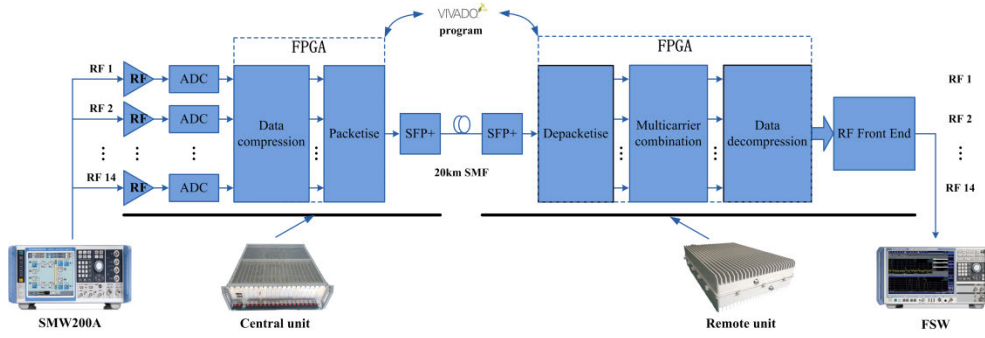 VIVADO
program
FPGA
FPGA
RF 1
RF
ADC
RF 2
RF
ADC
RF 14
RF
ADC
Data
compression
Packetise
SFP+
SFP+
20km SMF
Depacketise
Multicarrier
combination
Data
decompression
RF Front End
RF 1
RF 2
RF 14
SMW200A
Central unit
Remote unit
FSW